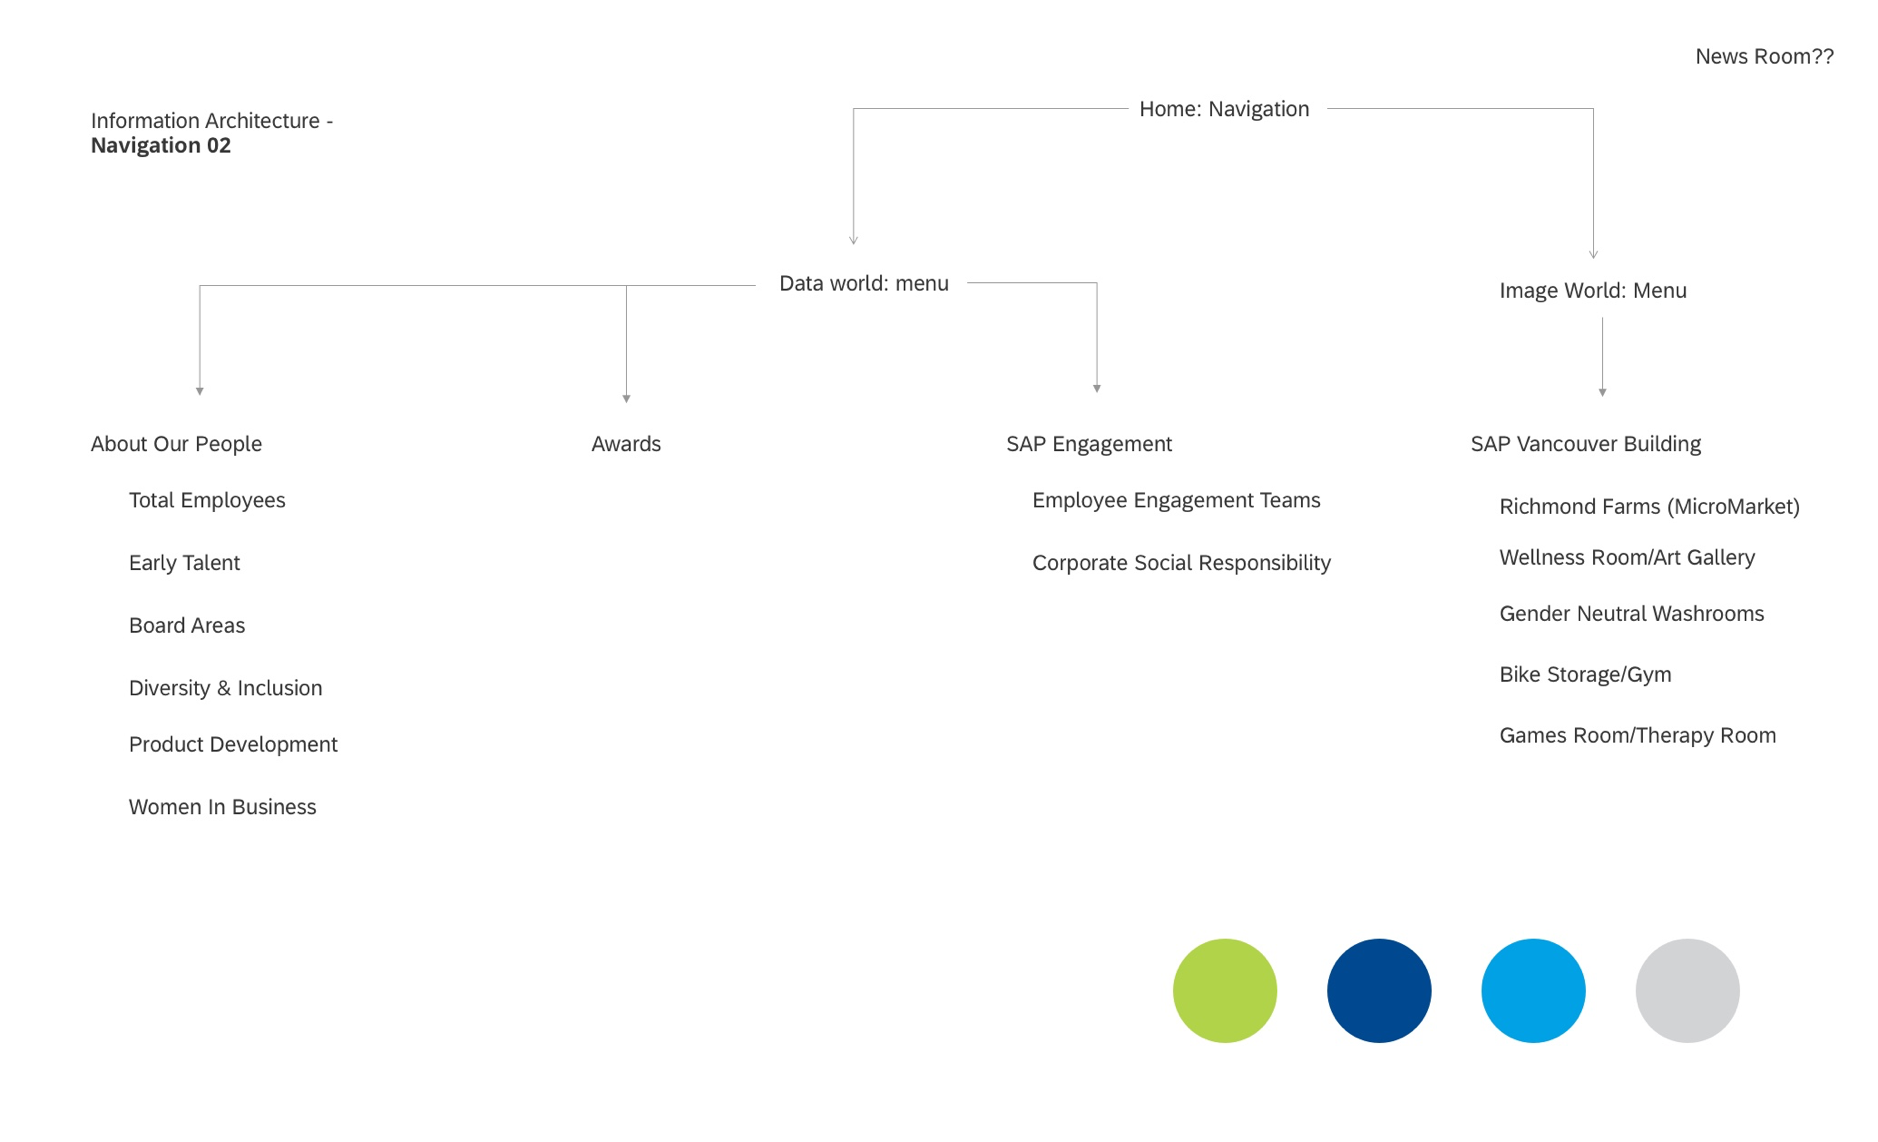 News Room??
Information Architecture -
Navigation 02
Home: Navigation
Data world: menu
Image World: Menu
About Our People
Total Employees
Early Talent
Board Areas
Diversity & Inclusion
Product Development
Women In Business
Awards
SAP Engagement
Employee Engagement Teams
Corporate Social Responsibility
SAP Vancouver Building
Richmond Farms (MicroMarket)
Wellness Room/Art Gallery
Gender Neutral Washrooms
Bike Storage/Gym
Games Room/Therapy Room